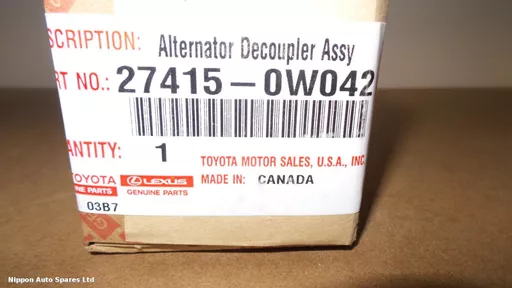 SCRIPTION: Alternator Decoupler Assy
RT NO.: 27415-0W042
ANTITY: 1
TOYOTA MOTOR SALES, U.S.A., INC.
TOYOTA LEXUS MADE IN: CANADA
GENUINE PARTS GENUINE PARTS
03B7
Nippon Auto Spares Ltd